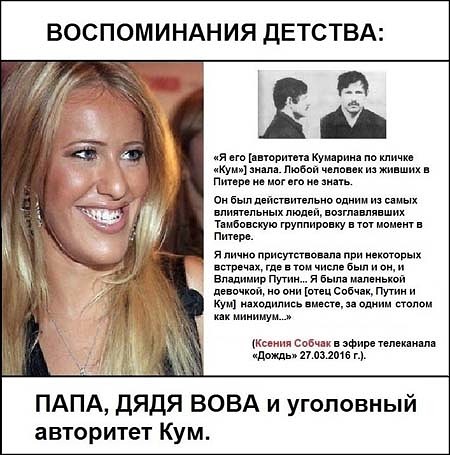 ВОСПОМИНАНИЯ ДЕТСТВА:
«Я его [авторитета Кумарина по кличке
«Кум»] знала. Любой человек из живших в
Питере не мог его не знать.
Он был действительно одним из самых
влиятельных людей, возглавлявших
Тамбовскую группировку в тот момент в
Питере.
Я лично присутствовала при некоторых
встречах, где в том числе был и он, и
Владимир Путин... Я была маленькой
девочкой, но они [отец Собчак, Путин и
Кум] находились вместе, за одним столом
как минимум...»
(Ксения Собчак в эфире телеканала
«Дождь» 27.03.2016 г.).
ПАПА, ДЯДЯ ВОВА и уголовный
авторитет Кум.